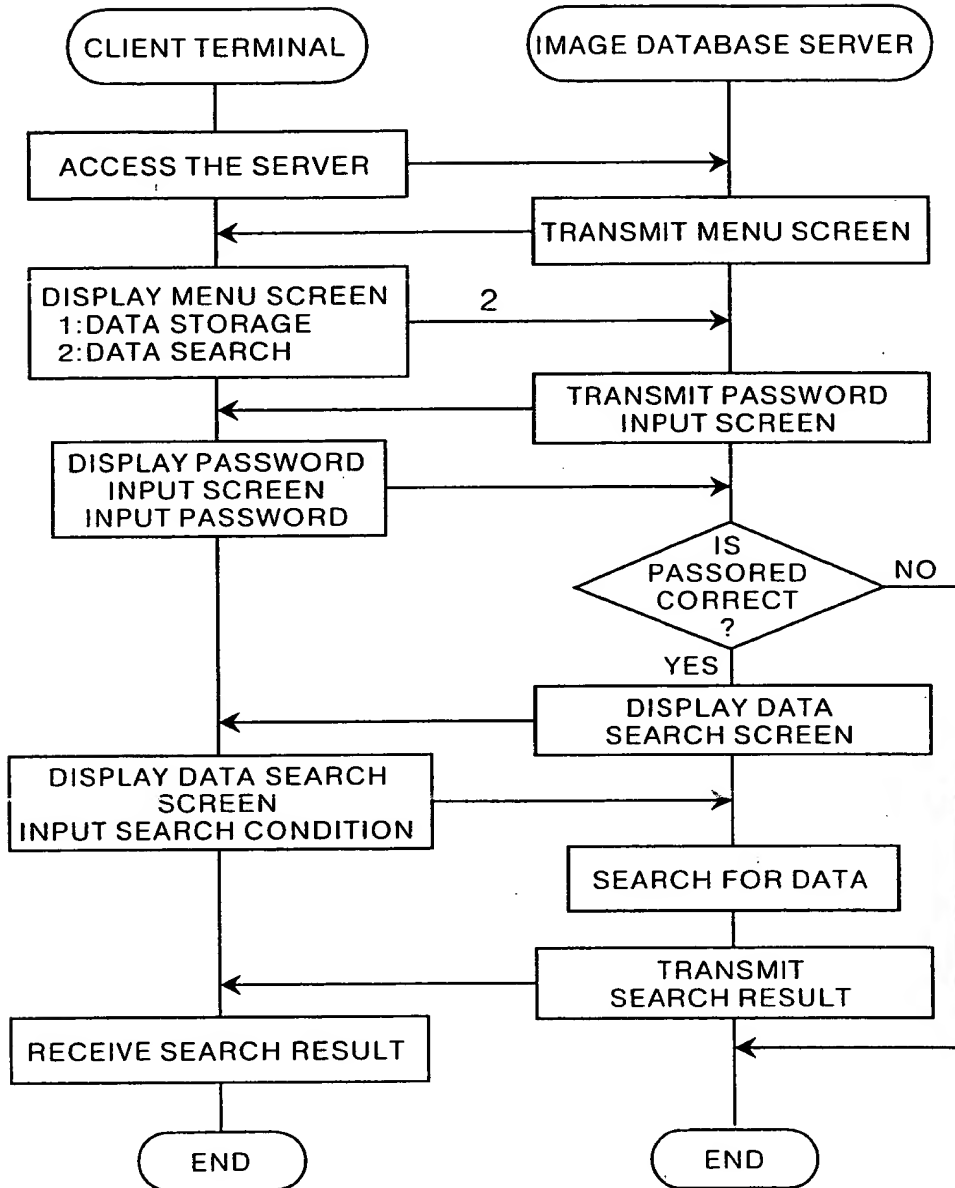 CLIENT TERMINAL
IMAGE DATABASE SERVER
ACCESS THE SERVER
TRANSMIT MENU SCREEN
DISPLAY MENU SCREEN
1:DATA STORAGE
2:DATA SEARCH
2
TRANSMIT PASSWORD
INPUT SCREEN
DISPLAY PASSWORD
INPUT SCREEN
INPUT PASSWORD
IS
PASSORED
CORRECT
?
NO
YES
DISPLAY DATA
SEARCH SCREEN
DISPLAY DATA SEARCH
SCREEN
INPUT SEARCH CONDITION
SEARCH FOR DATA
TRANSMIT
SEARCH RESULT
RECEIVE SEARCH RESULT
END
END